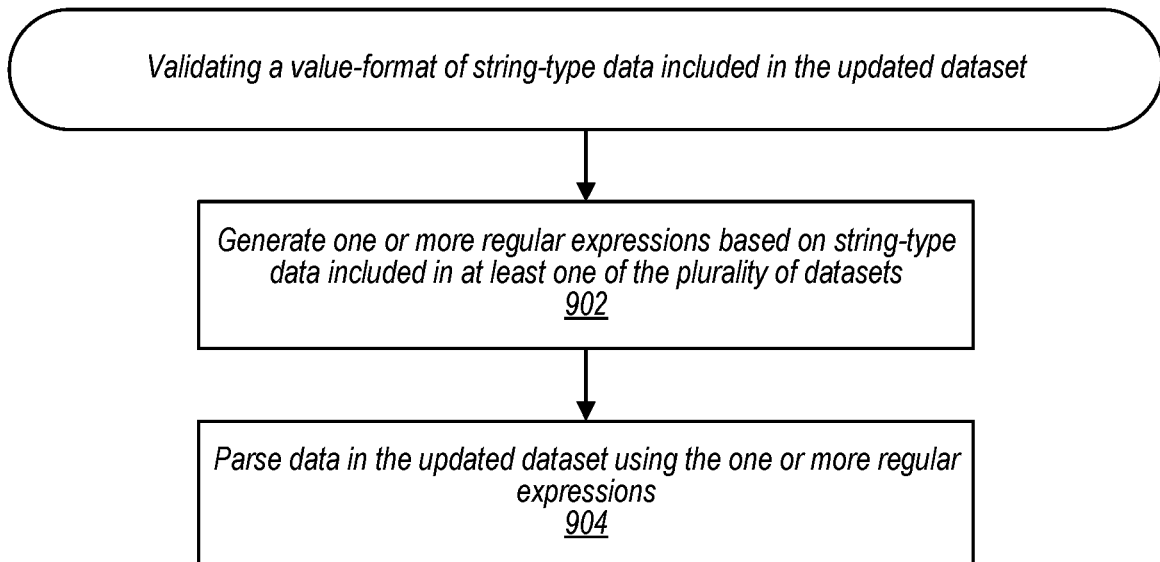 Validating a value-format of string-type data included in the updated dataset
Generate one or more regular expressions based on string-type
data included in at least one of the plurality of datasets
902
Parse data in the updated dataset using the one or more regular
expressions
904